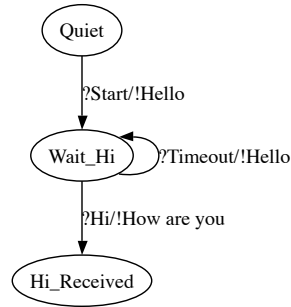 Quiet
?Start/!Hello
Wait_Hi
?Timeout/!Hello
?Hi/!How are you
Hi_Received